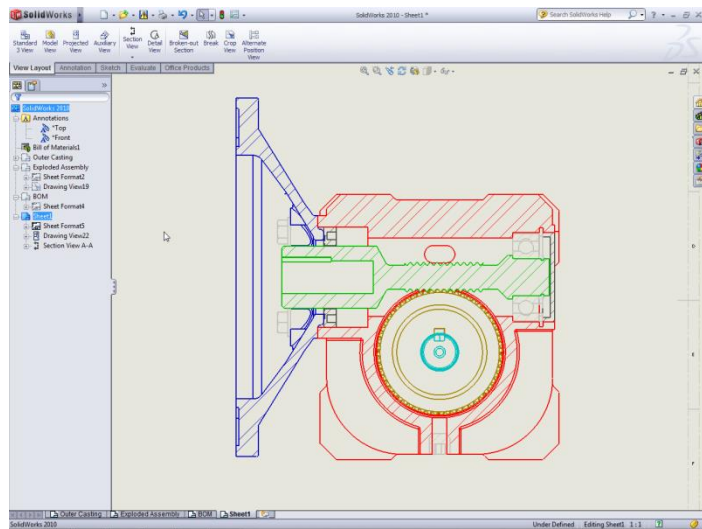 SolidWorks
SolidWorks 2010 - Sheet1 *
Search SolidWorks Help
Standard 3 View
Model View
Projected View
Auxiliary View
Section View
Detail View
Broken-out Section
Break
Crop View
Alternate Position View
View Layout
Annotation
Sketch
Evaluate
Office Products
SolidWorks 2010
Annotations
*Top
*Front
Bill of Materials1
Outer Casting
Exploded Assembly
Sheet Format2
Drawing View19
BOM
Sheet Format4
Sheet1
Sheet Format5
Drawing View22
Section View A-A
D
E
F
Outer Casting
Exploded Assembly
BOM
Sheet1
SolidWorks 2010
Under Defined
Editing Sheet1
1 : 1